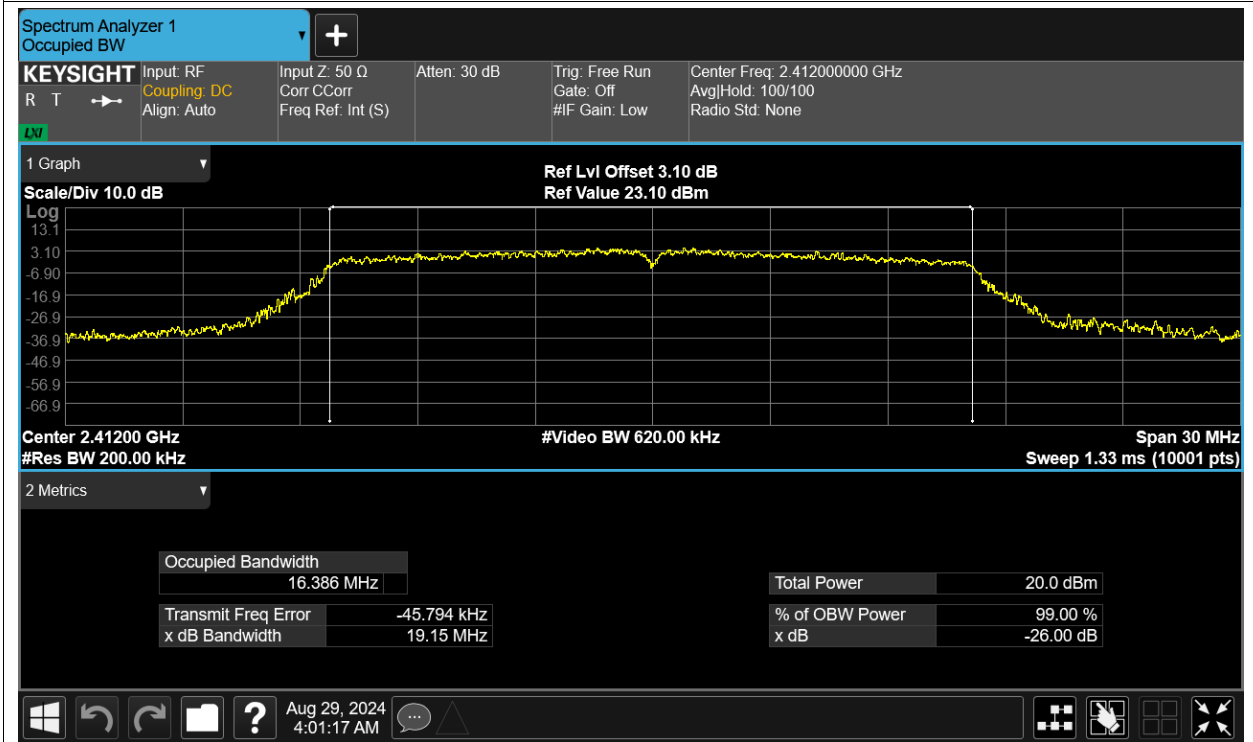 Spectrum Analyzer 1
Occupied BW
KEYSIGHT
R T
LXI
Input: RF
Coupling: DC
Align: Auto
Input Z: 50 Ω
Corr CCorr
Freq Ref: Int (S)
Atten: 30 dB
Trig: Free Run
Gate: Off
#IF Gain: Low
Center Freq: 2.412000000 GHz
Avg|Hold: 100/100
Radio Std: None
1 Graph
Scale/Div 10.0 dB
Ref Lvl Offset 3.10 dB
Ref Value 23.10 dBm
Log
13.1
3.10
-6.90
-16.9
-26.9
-36.9
-46.9
-56.9
-66.9
Center 2.41200 GHz
#Res BW 200.00 kHz
#Video BW 620.00 kHz
Span 30 MHz
Sweep 1.33 ms (10001 pts)
2 Metrics
Occupied Bandwidth
16.386 MHz
Transmit Freq Error -45.794 kHz
x dB Bandwidth 19.15 MHz
Total Power 20.0 dBm
% of OBW Power 99.00 %
x dB -26.00 dB
?
Aug 29, 2024
4:01:17 AM